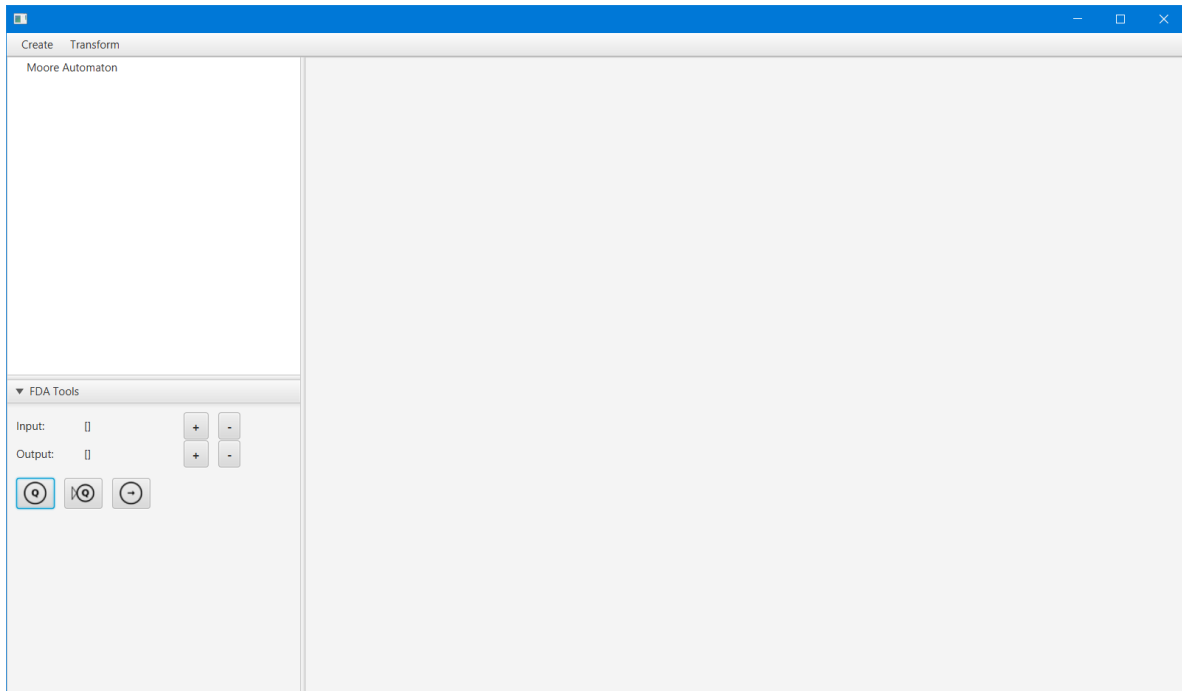 Create Transform
Moore Automaton
FDA Tools
Input: [] + -
Output: [] + -
Q Q →